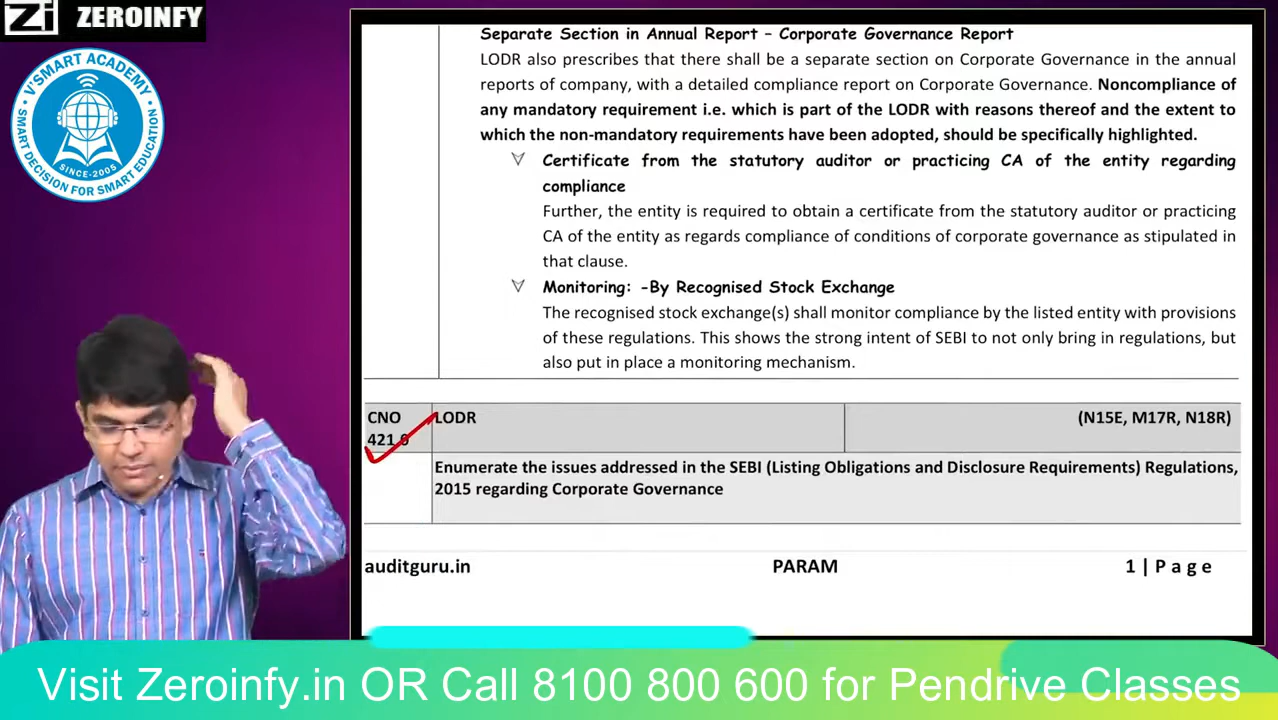 Zi ZEROINFY
V'SMART ACADEMY
SMART DECISION FOR SMART EDUCATION
SINCE-2005
Separate Section in Annual Report – Corporate Governance Report
LODR also prescribes that there shall be a separate section on Corporate Governance in the annual
reports of company, with a detailed compliance report on Corporate Governance. Noncompliance of
any mandatory requirement i.e. which is part of the LODR with reasons thereof and the extent to
which the non-mandatory requirements have been adopted, should be specifically highlighted.
Certificate from the statutory auditor or practicing CA of the entity regarding
compliance
Further, the entity is required to obtain a certificate from the statutory auditor or practicing
CA of the entity as regards compliance of conditions of corporate governance as stipulated in
that clause.
Monitoring: -By Recognised Stock Exchange
The recognised stock exchange(s) shall monitor compliance by the listed entity with provisions
of these regulations. This shows the strong intent of SEBI to not only bring in regulations, but
also put in place a monitoring mechanism.
CNO LODR (N15E, M17R, N18R)
Enumerate the issues addressed in the SEBI (Listing Obligations and Disclosure Requirements) Regulations,
2015 regarding Corporate Governance
auditguru.in PARAM 1 | P a g e
Visit Zeroinfy.in OR Call 8100 800 600 for Pendrive Classes